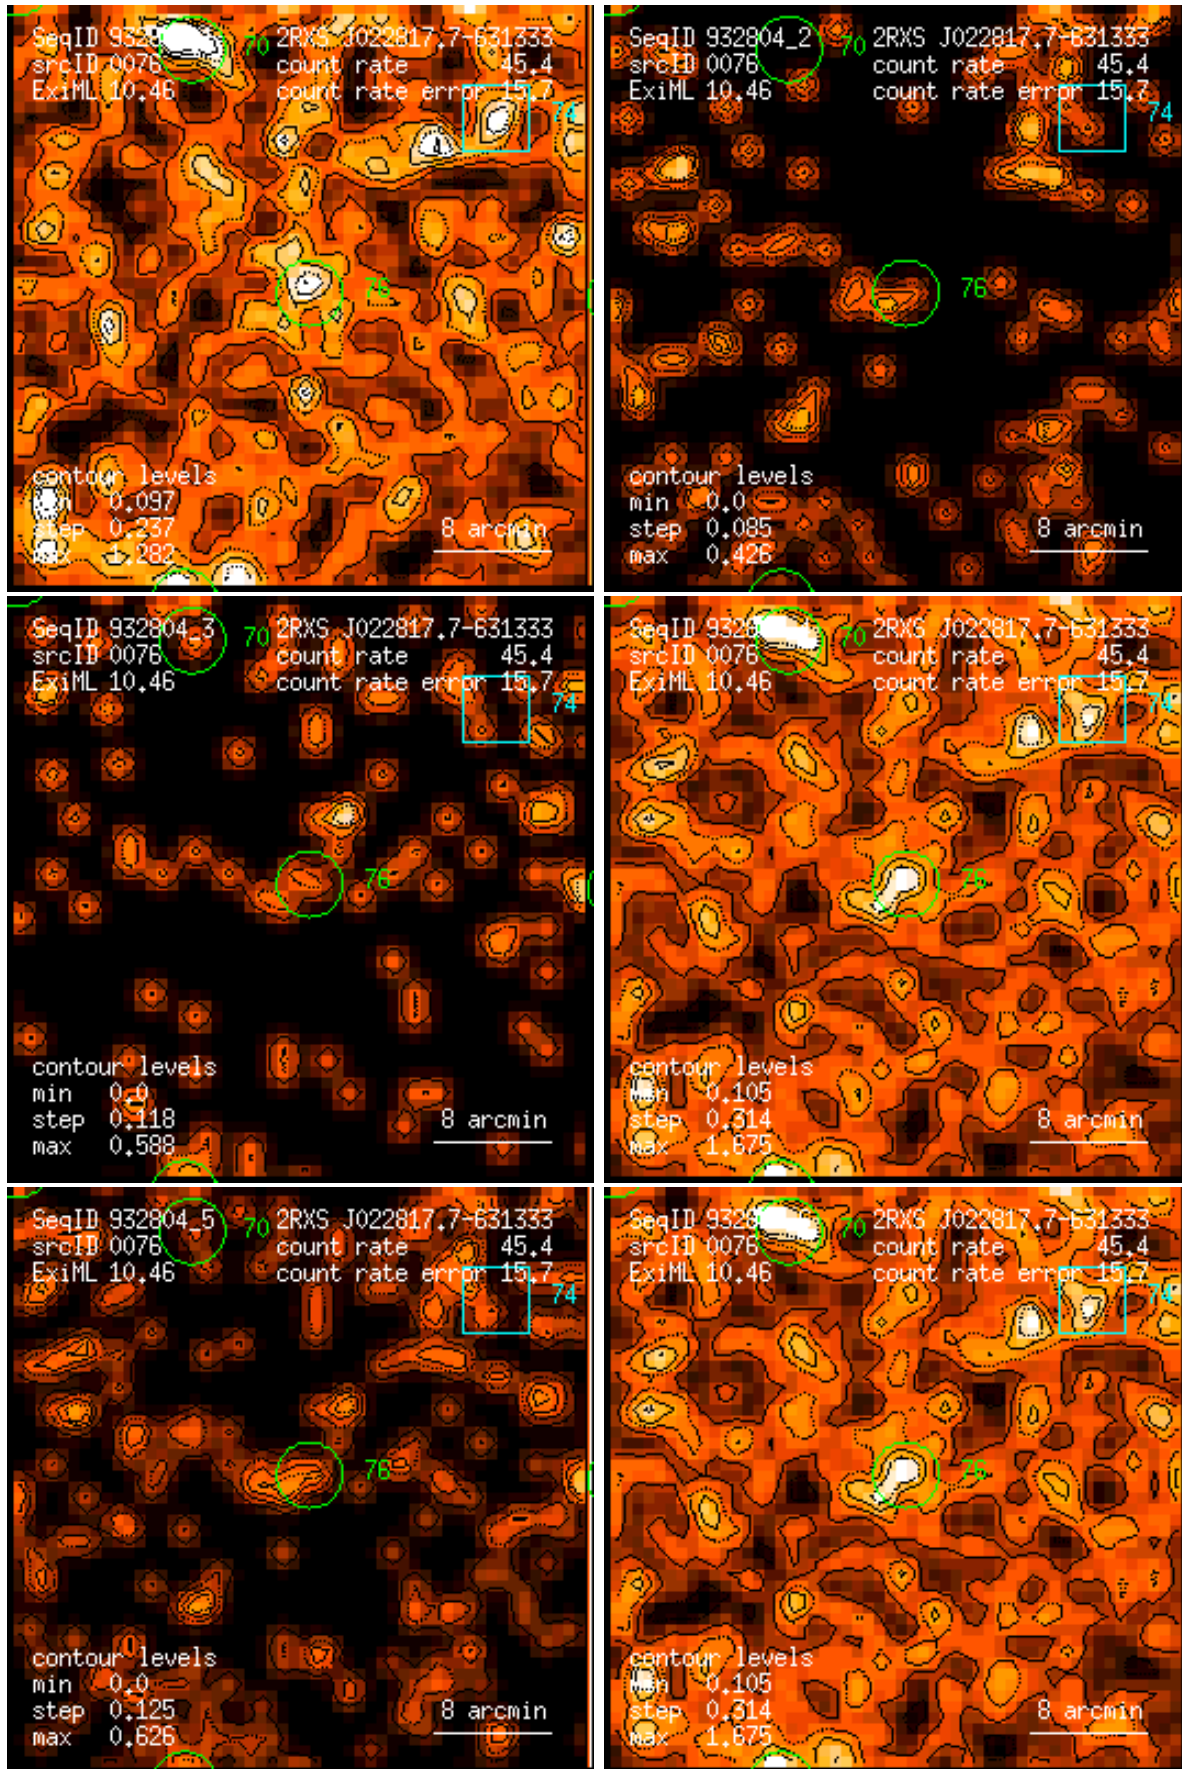 SeqID 70 2RXS J022817.7-631333
srcID 0076 count rate 45.4
ExiML 10.46 count rate error 15.7
74
76
contour levels
min 0.097
step 0.237
max 1.282
8 arcmin
SeqID 932804_2 70 2RXS J022817.7-631333
srcID 0076 count rate 45.4
ExiML 10.46 count rate error 15.7
74
76
contour levels
min 0.0
step 0.085
max 0.426
8 arcmin
SeqID 932804_3 70 2RXS J022817.7-631333
srcID 0076 count rate 45.4
ExiML 10.46 count rate error 15.7
74
76
contour levels
min 0.0
step 0.118
max 0.588
8 arcmin
SeqID 70 2RXS J022817.7-631333
srcID 0076 count rate 45.4
ExiML 10.46 count rate error 15.7
74
76
contour levels
min 0.105
step 0.314
max 1.675
8 arcmin
SeqID 932804_5 70 2RXS J022817.7-631333
srcID 0076 count rate 45.4
ExiML 10.46 count rate error 15.7
74
76
contour levels
min 0.0
step 0.125
max 0.626
8 arcmin
SeqID 70 2RXS J022817.7-631333
srcID 0076 count rate 45.4
ExiML 10.46 count rate error 15.7
74
76
contour levels
min 0.105
step 0.314
max 1.675
8 arcmin